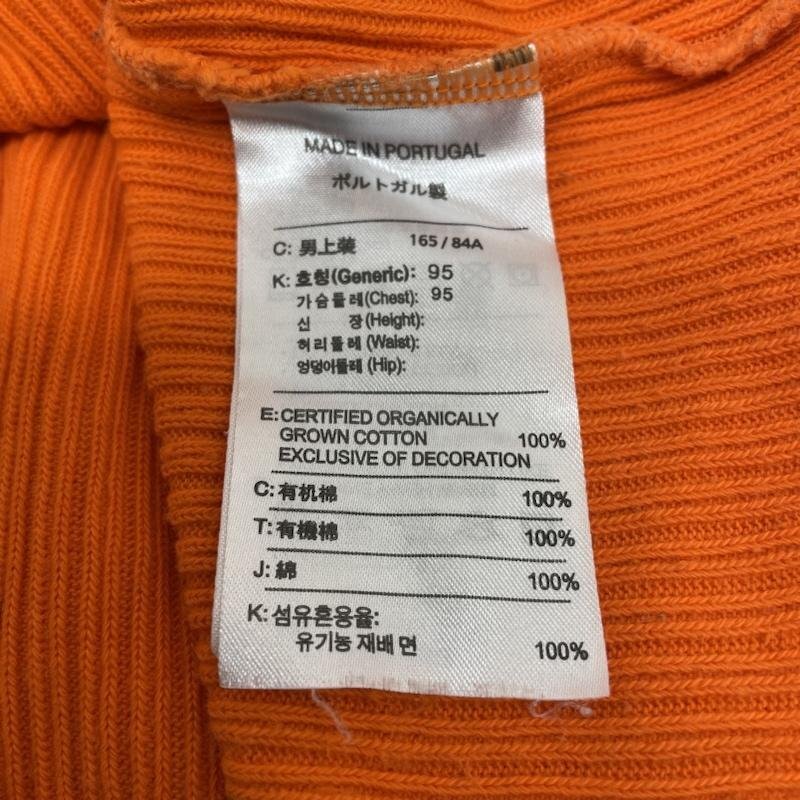 MADE IN PORTUGAL
ポルトガル製
C: 男上装 165 / 84A
K: 호칭(Generic): 95
가슴둘레(Chest): 95
신 장(Height):
허리둘레(Waist):
엉덩이둘레(Hip):
E: CERTIFIED ORGANICALLY
GROWN COTTON 100%
EXCLUSIVE OF DECORATION
C: 有机棉 100%
T: 有機棉 100%
J: 綿 100%
K: 섬유혼용율:
유기농 재배 면 100%